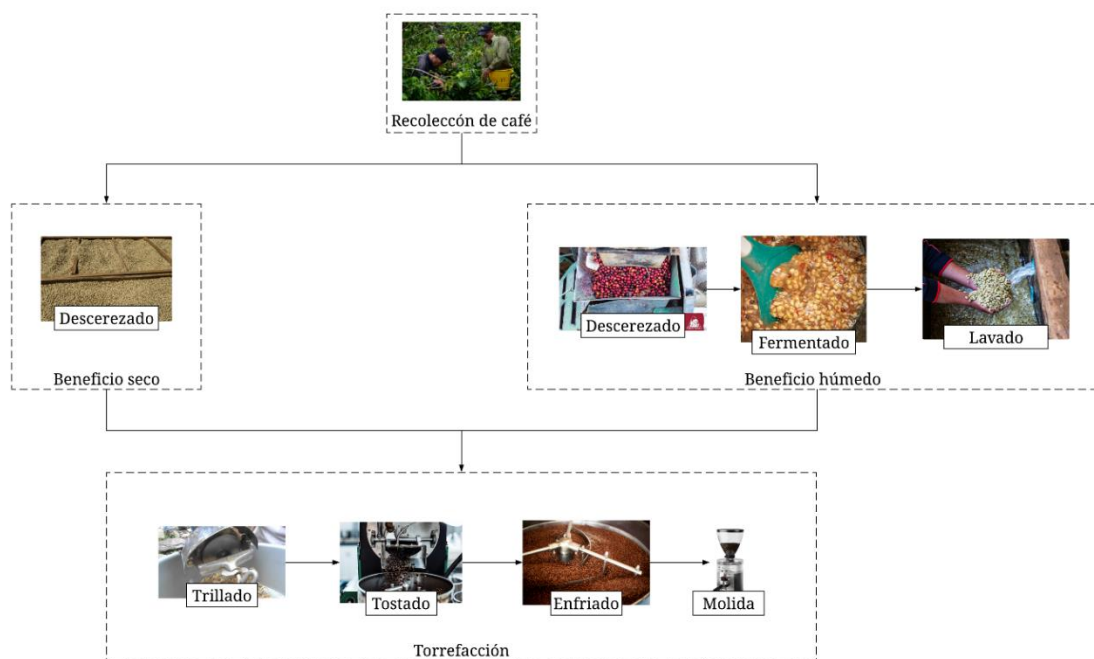 Recoleccón de café
Descerezado
Beneficio seco
Descerezado
Fermentado
Lavado
Beneficio húmedo
Trillado
Tostado
Enfriado
Molida
Torrefacción